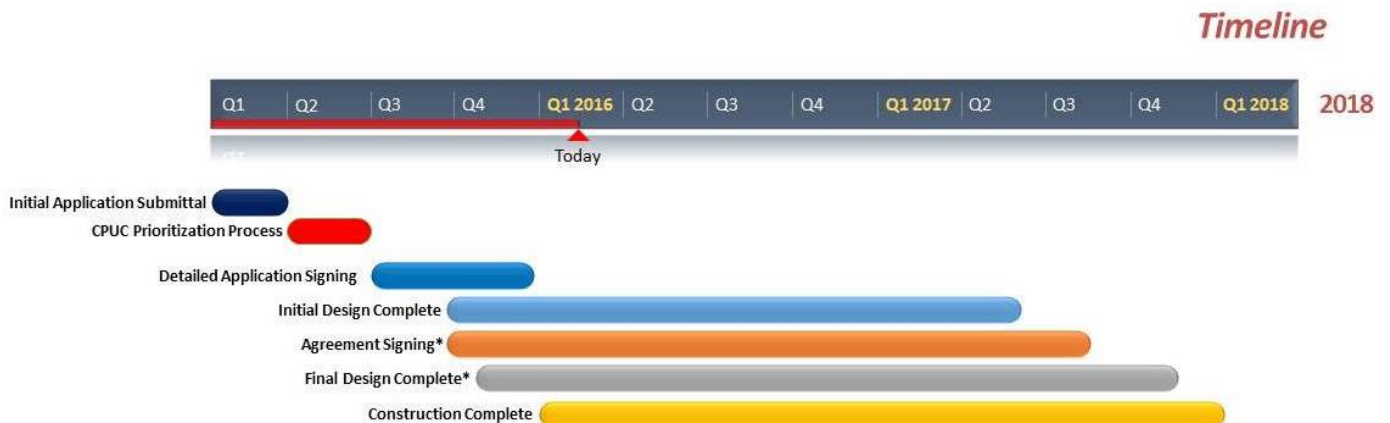 Timeline
Q1 Q2 Q3 Q4 Q1 2016 Q2 Q3 Q4 Q1 2017 Q2 Q3 Q4 Q1 2018 2018
Today
Initial Application Submittal
CPUC Prioritization Process
Detailed Application Signing
Initial Design Complete
Agreement Signing*
Final Design Complete*
Construction Complete